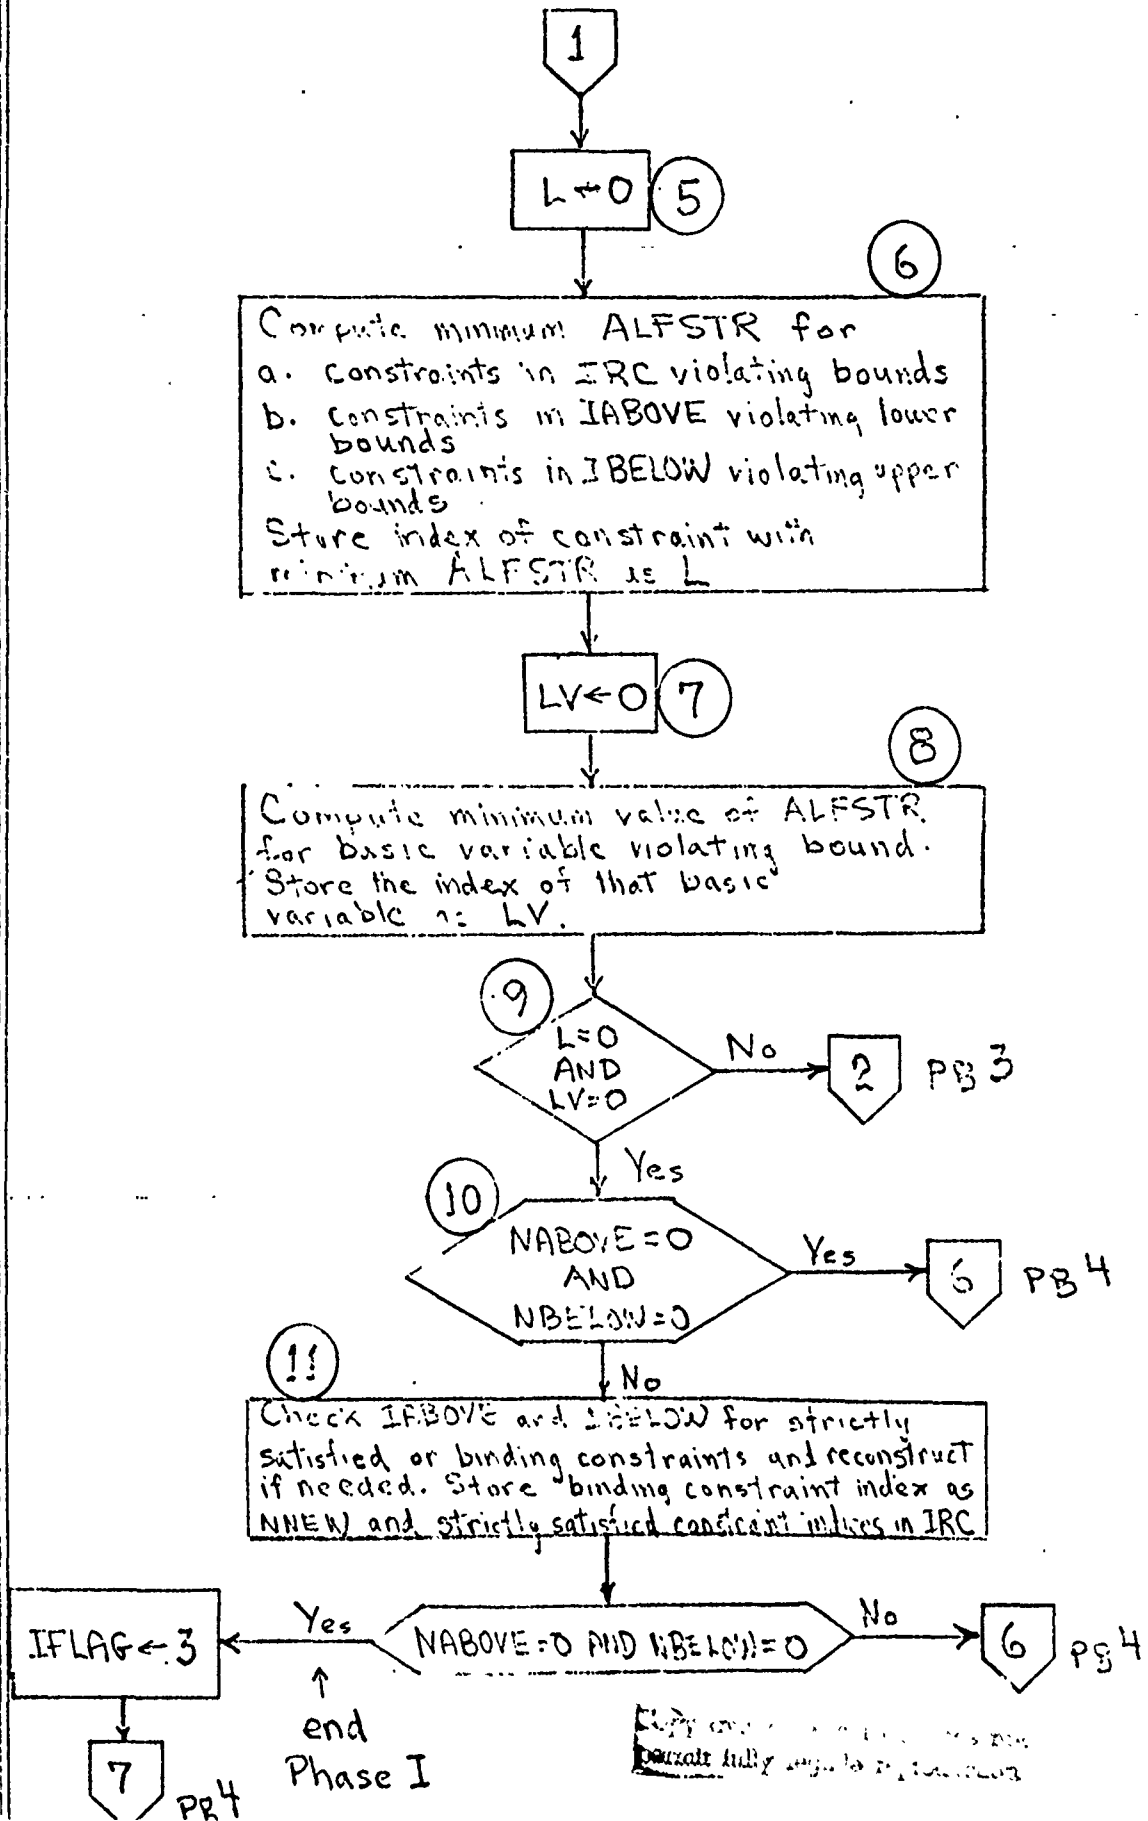 1
L ← 0
5
6
Compute minimum ALFSTR for
a. constraints in IRC violating bounds
b. constraints in IABOVE violating lower
bounds
c. constraints in IBELOW violating upper
bounds
Store index of constraint with
minimum ALFSTR as L
LV ← 0
7
8
Compute minimum value of ALFSTR
for basic variable violating bound.
Store the index of that basic
variable as LV.
9
L=0
AND
LV=0
No
2
PG 3
Yes
10
NABOVE = 0
AND
NBELOW = 0
Yes
6
PG 4
11
No
Check IABOVE and IBELOW for strictly
satisfied or binding constraints and reconstruct
if needed. Store binding constraint index as
NNEW and strictly satisfied constraint indices in IRC
IFLAG ← 3
Yes
NABOVE = 0 AND NBELOW = 0
No
6
PG 4
↑
end
Phase I
7
PG 4
Copy
permit fully legible